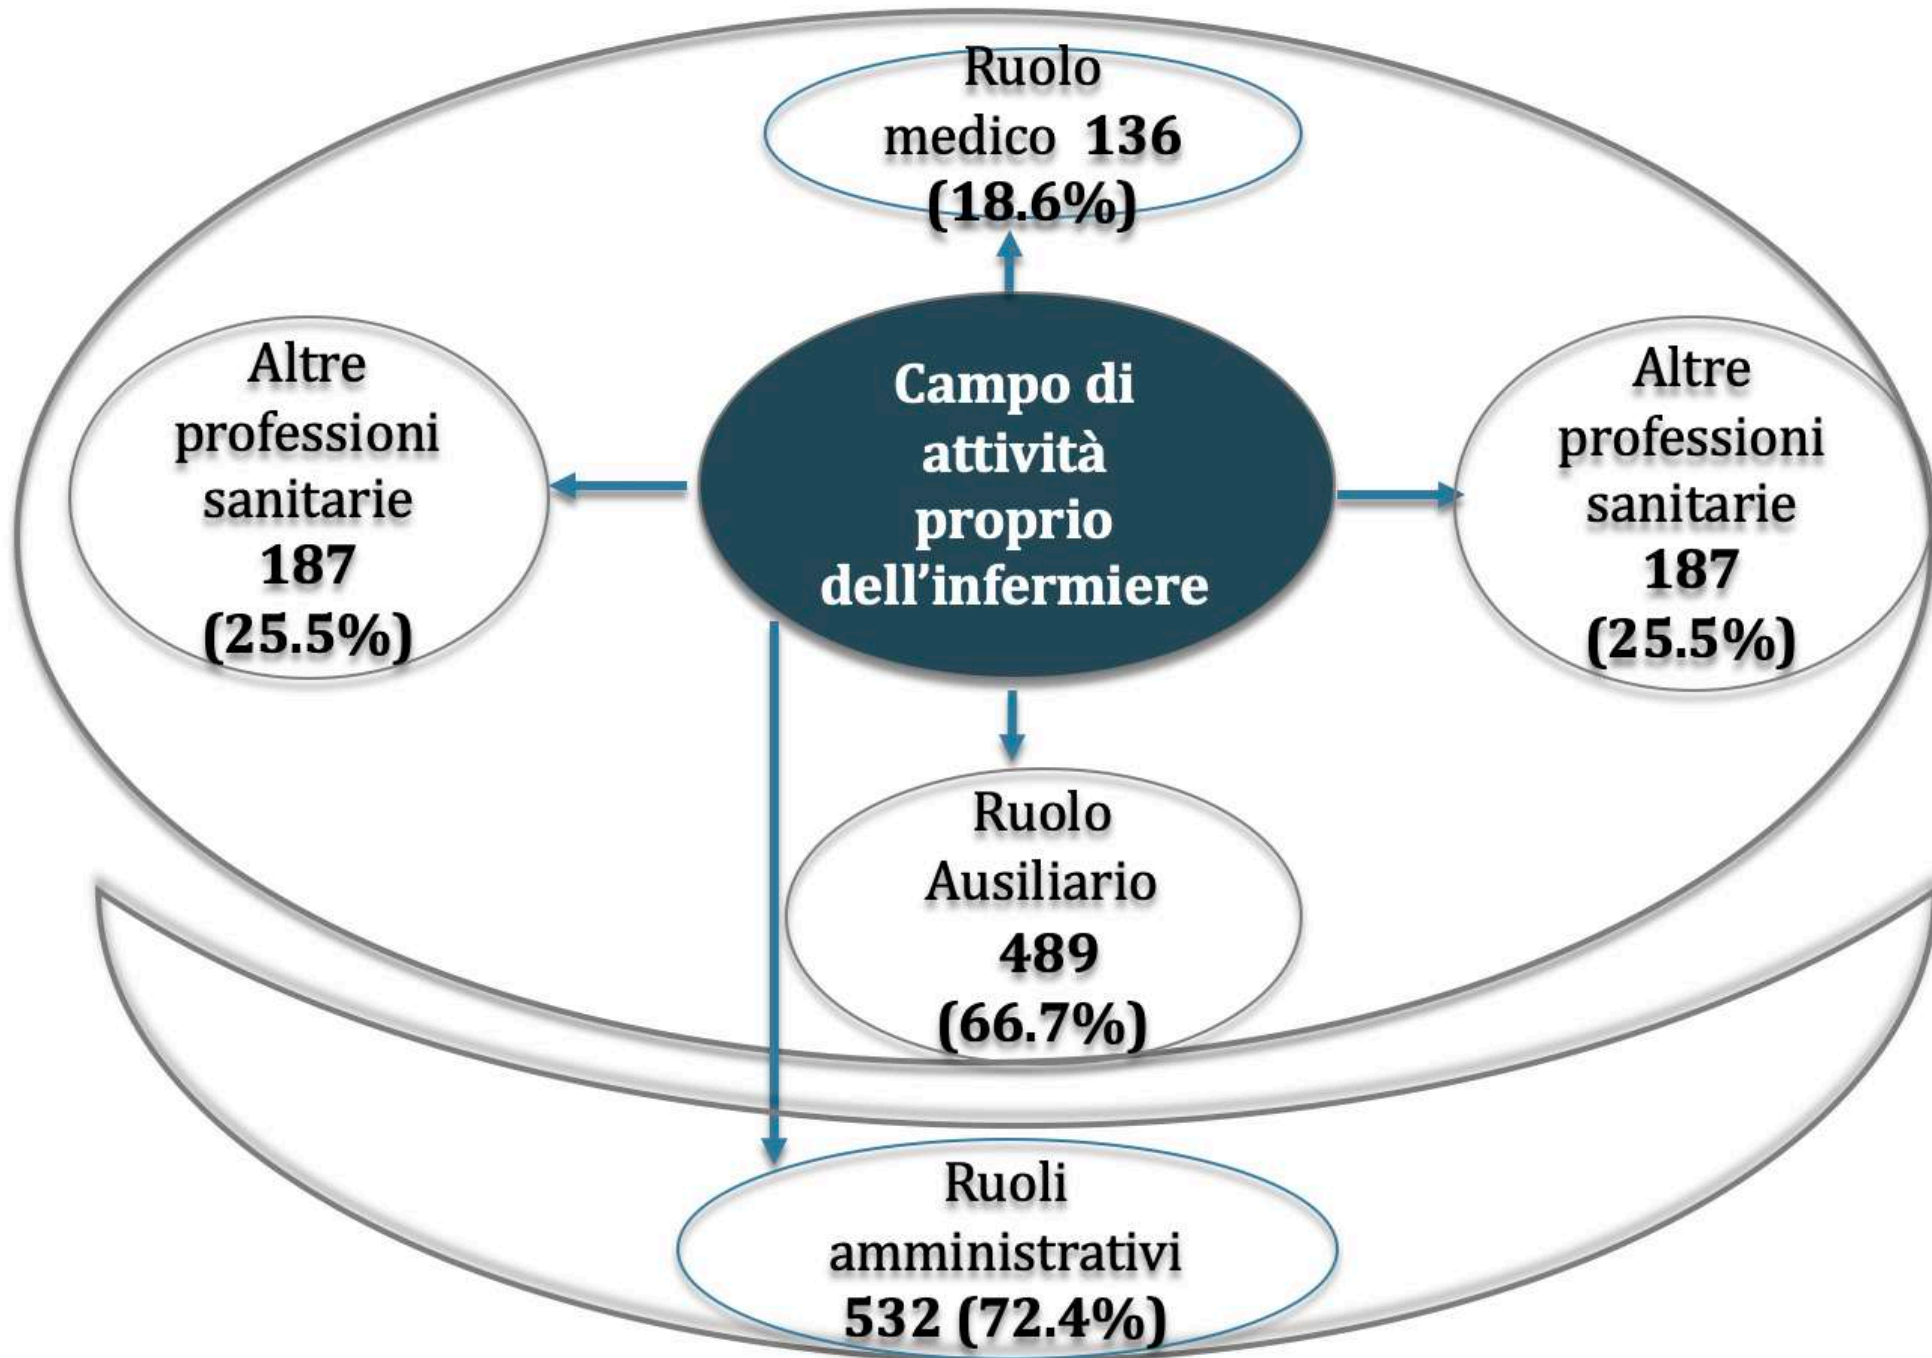 Ruolo
medico 136
(18.6%)
Altre
professioni
sanitarie
187
(25.5%)
Campo di
attività
proprio
dell’infermiere
Altre
professioni
sanitarie
187
(25.5%)
Ruolo
Ausiliario
489
(66.7%)
Ruoli
amministrativi
532 (72.4%)